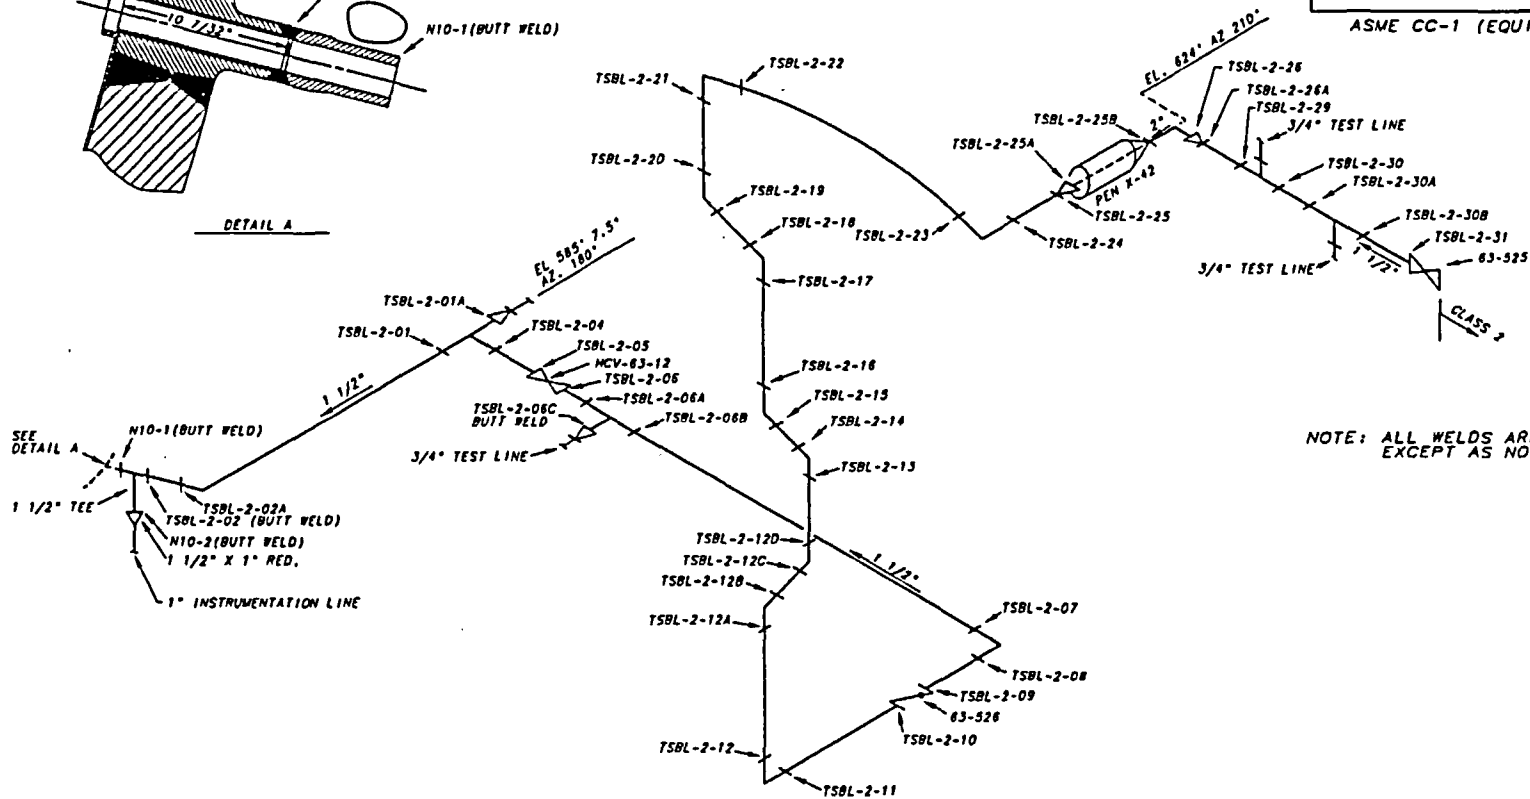 10 7/32"
N10-1(BUTT WELD)
DETAIL A
ASME CC-1 (EQUI
TSBL-2-21
TSBL-2-22
TSBL-2-20
TSBL-2-19
TSBL-2-18
TSBL-2-17
TSBL-2-16
TSBL-2-15
TSBL-2-14
TSBL-2-13
TSBL-2-23
TSBL-2-24
TSBL-2-25
TSBL-2-25A
TSBL-2-25B
PEN X-42
2"
EL. 624' AZ 210°
TSBL-2-26
TSBL-2-26A
TSBL-2-29
3/4" TEST LINE
TSBL-2-30
TSBL-2-30A
TSBL-2-30B
TSBL-2-31
63-525
1 1/2"
3/4" TEST LINE
CLASS 2
NOTE: ALL WELDS AR
EXCEPT AS NO
EL 585' 7.5"
AZ. 180°
TSBL-2-01A
TSBL-2-01
TSBL-2-04
TSBL-2-05
HCV-63-12
TSBL-2-06
TSBL-2-06A
TSBL-2-06B
TSBL-2-06C
BUTT WELD
3/4" TEST LINE
1 1/2"
SEE
DETAIL A
N10-1(BUTT WELD)
1 1/2" TEE
TSBL-2-02A
TSBL-2-02 (BUTT WELD)
N10-2(BUTT WELD)
1 1/2" X 1" RED.
1" INSTRUMENTATION LINE
TSBL-2-12D
TSBL-2-12C
TSBL-2-12B
TSBL-2-12A
1 1/2"
TSBL-2-07
TSBL-2-08
TSBL-2-09
63-526
TSBL-2-10
TSBL-2-12
TSBL-2-11